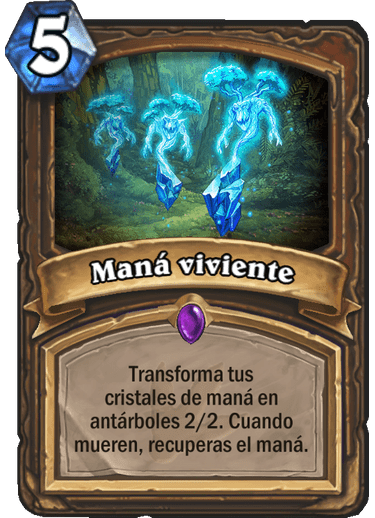 5
Maná viviente
Transforma tus
cristales de maná en
antárboles 2/2. Cuando
mueren, recuperas el maná.